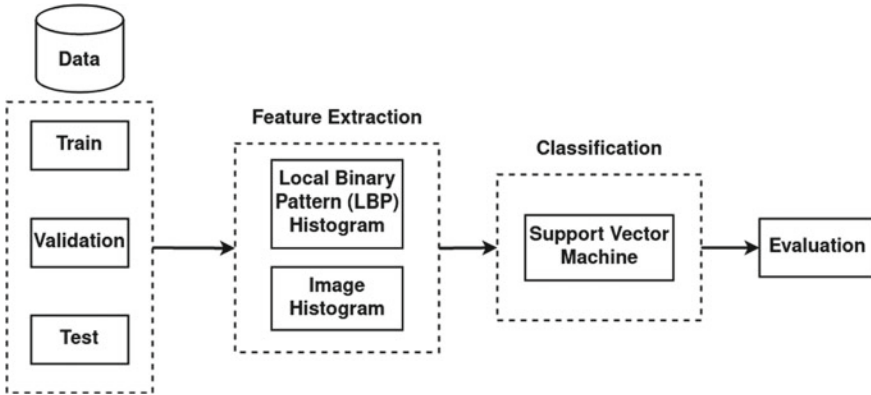 Data
Train
Validation
Test
Feature Extraction
Local Binary
Pattern (LBP)
Histogram
Image
Histogram
Classification
Support Vector
Machine
Evaluation